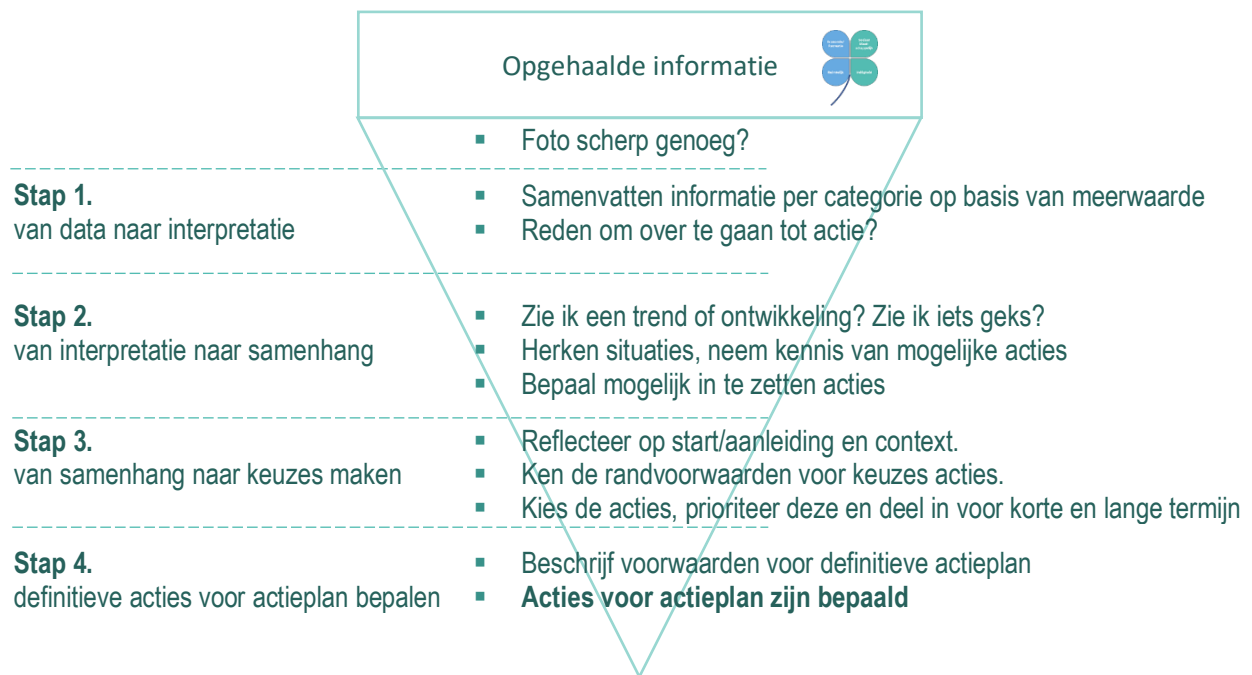 Opgehaalde informatie
▪ Foto scherp genoeg?
Stap 1.
van data naar interpretatie
▪ Samenvatten informatie per categorie op basis van meerwaarde
▪ Reden om over te gaan tot actie?
Stap 2.
van interpretatie naar samenhang
▪ Zie ik een trend of ontwikkeling? Zie ik iets geks?
▪ Herken situaties, neem kennis van mogelijke acties
▪ Bepaal mogelijk in te zetten acties
Stap 3.
van samenhang naar keuzes maken
▪ Reflecteer op start/aanleiding en context.
▪ Ken de randvoorwaarden voor keuzes acties.
▪ Kies de acties, prioriteer deze en deel in voor korte en lange termijn
Stap 4.
definitieve acties voor actieplan bepalen
▪ Beschrijf voorwaarden voor definitieve actieplan
▪ Acties voor actieplan zijn bepaald